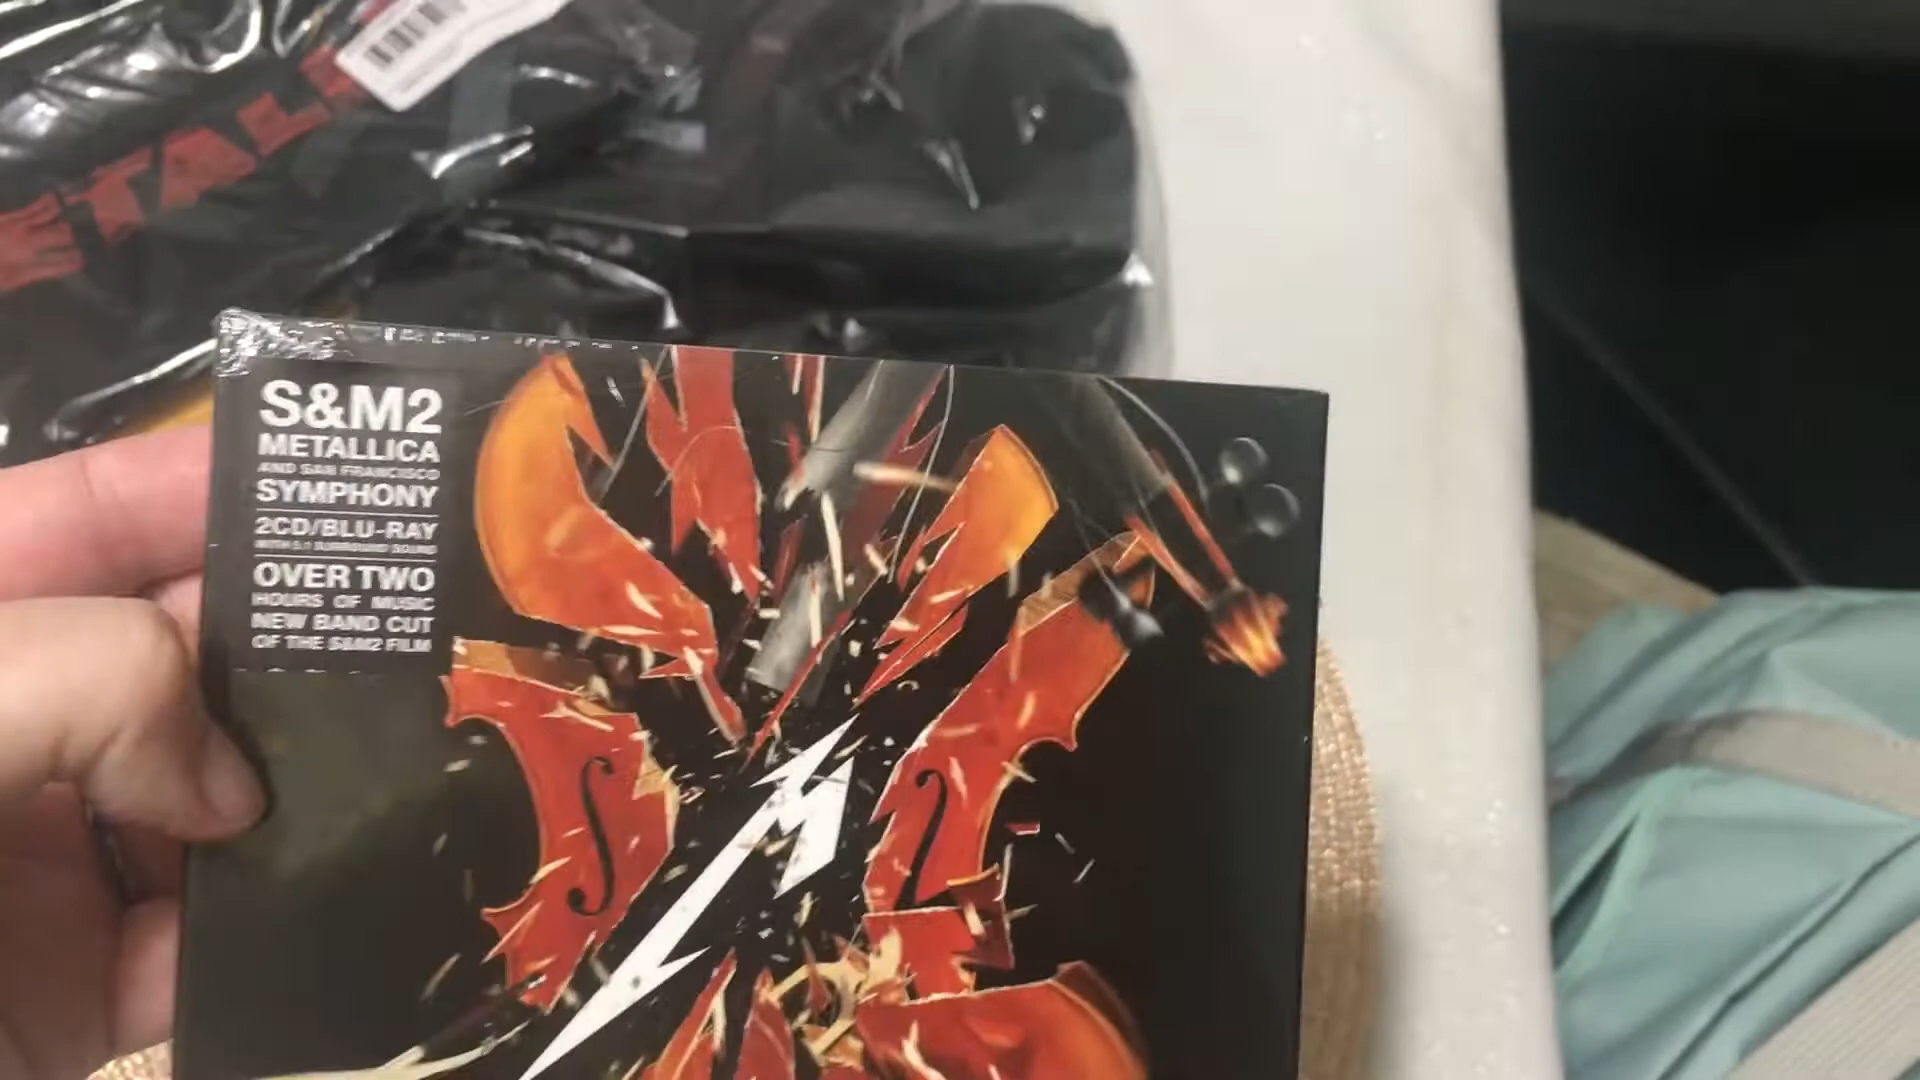 ETALL
S&M2
METALLICA
AND SAN FRANCISCO
SYMPHONY
2CD/BLU-RAY
WITH 5.1 SURROUND SOUND
OVER TWO
HOURS OF MUSIC
NEW BAND CUT
OF THE S&M2 FILM
M